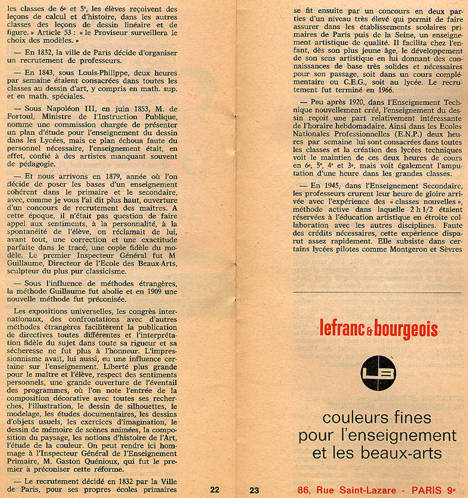 les classes de 6e et 5e, les élèves reçoivent des
leçons de calcul et d'histoire, dans les autres
classes des leçons de dessin linéaire et de
figure. » Article 53 : « le Proviseur surveillera le
choix des modèles. »
— En 1832, la ville de Paris décide d'organiser
un recrutement de professeurs.
— En 1843, sous Louis-Philippe, deux heures
par semaine étaient consacrées dans toutes les
classes au dessin d'art, y compris en math. sup.
et en math. spéciales.
— Sous Napoléon III, en juin 1853, M. de
Fortoul, Ministre de l'Instruction Publique,
nomme une commission chargée de présenter
un plan d'étude pour l'enseignement du dessin
dans les Lycées, mais ce plan échoua faute du
personnel nécessaire, l'enseignement était, en
effet, confié à des artistes manquant souvent
de pédagogie.
— Et nous arrivons en 1879, année où l'on
décide de poser les bases d'un enseignement
cohérent dans le primaire et le secondaire,
avec, comme je vous l'ai dit plus haut, ouverture
d'un concours de recrutement des maîtres. A
cette époque, il n'était pas question de faire
appel aux sentiments, à la personnalité, à la
spontanéité de l'élève, on réclamait de lui,
avant tout, une correction et une exactitude
parfaite dans le tracé, une copie fidèle du mo-
dèle. Le premier Inspecteur Général fut M
Guillaume, Directeur de l'Ecole des Beaux-Arts,
sculpteur du plus pur classicisme.
— Sous l'influence de méthodes étrangères,
la méthode Guillaume fut abolie et en 1909 une
nouvelle méthode fut préconisée.
Les expositions universelles, les congrès inter-
nationaux, des confrontations avec d'autres
méthodes étrangères facilitèrent la publication
de directives toutes différentes et l'interpréta-
tion fidèle du sujet dans toute sa rigueur et sa
sécheresse ne fut plus à l'honneur. L'impres-
sionnisme avait, lui aussi, eu une influence cer-
taine sur l'enseignement. Liberté plus grande
pour le maître et l'élève, respect des sentiments
personnels, une grande ouverture de l'éventail
des programmes, où l'on note l'entrée de la
composition décorative avec toutes ses recher-
ches, l'illustration, le dessin de silhouettes, le
modelage, les études documentaires, les dessins
d'objets usuels, les exercices d'imagination, le
dessin de mémoire de scènes animées, la compo-
sition du paysage, les notions d'histoire de l'Art,
l'étude de la couleur. On peut rendre ici hom-
mage à l'Inspecteur Général de l'Enseignement
Primaire, M. Gaston Quénioux, qui fut le pre-
mier à préconiser cette réforme.
— Le recrutement décidé en 1832 par la Ville
de Paris, pour ses propres écoles primaires
22
se fit ensuite par un concours en deux par-
ties d'un niveau très élevé qui permit de faire
assurer dans les établissements scolaires pri-
maires de Paris puis de la Seine, un enseigne-
ment artistique de qualité. Il facilita chez l'en-
fant, dès son plus jeune âge, le développement
de son sens artistique en lui donnant des con-
naissances de base très solides et nécessaires
pour son passage, soit dans un cours complé-
mentaire ou C.E.G., soit au lycée. Le recru-
tement fut terminé en 1966.
— Peu après 1920, dans l'Enseignement Tech-
nique nouvellement créé, l'enseignement du des-
sin reçoit une part relativement intéressante
de l'horaire hebdomadaire. Ainsi dans les Ecoles
Nationales Professionnelles (E.N.P.) deux heu-
res par semaine lui sont consacrées dans toutes
les classes et la création des lycées techniques
voit le maintien de ces deux heures de cours
en 6e, 5e, 4e et 3e, mais voit également l'ampu-
tation d'une heure dans les grandes classes.
— En 1945, dans l'Enseignement Secondaire,
les professeurs crurent leur heure de gloire arri-
vée avec l'expérience des « classes nouvelles »,
méthode active dans laquelle 2 h 1/2 étaient
réservées à l'éducation artistique en étroite col-
laboration avec les autres disciplines. Faute
des crédits nécessaires, cette expérience dispa-
rut assez rapidement. Elle subsiste dans cer-
tains lycées pilotes comme Montgeron et Sèvres
lefranc & bourgeois
LB
couleurs fines
pour l'enseignement
et les beaux-arts
23
86, Rue Saint-Lazare - PARIS 9e